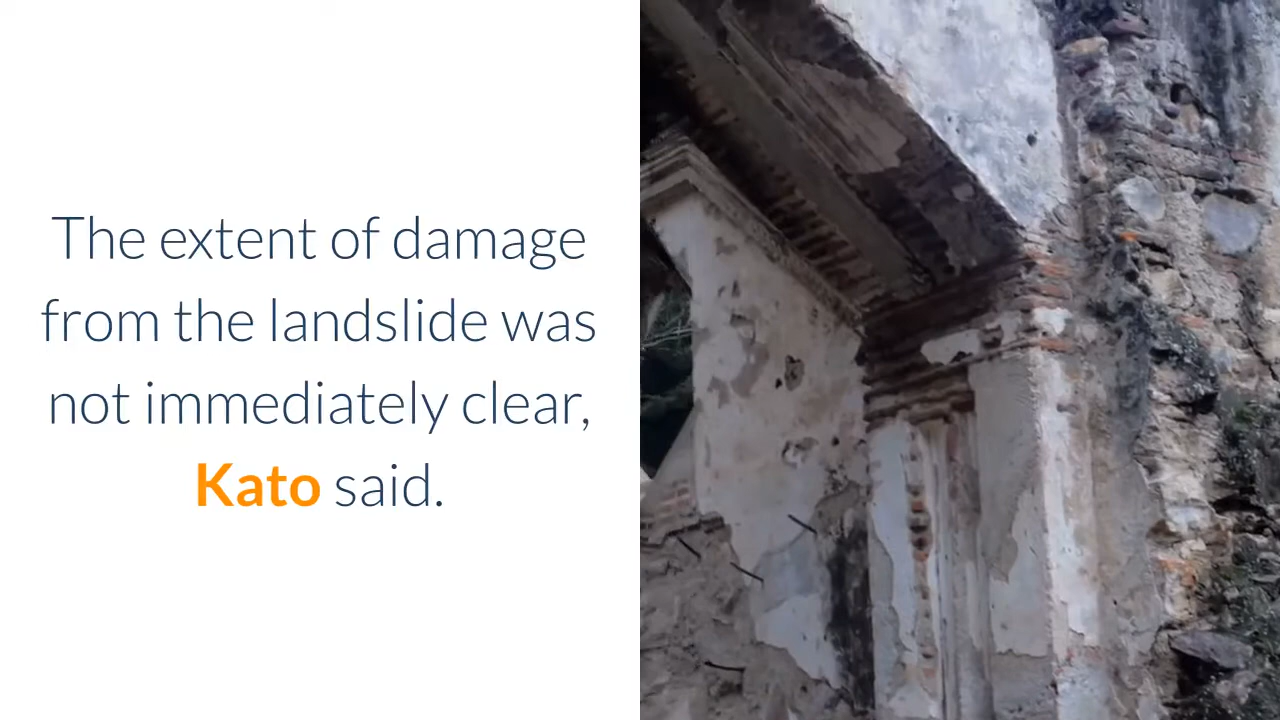 The extent of damage
from the landslide was
not immediately clear,
Kato said.